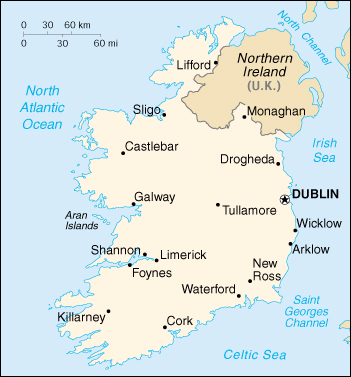 0 30 60 km
0 30 60 mi
North Channel
Lifford
Northern
Ireland
(U.K.)
North
Atlantic
Ocean
Sligo
Monaghan
Irish
Sea
Castlebar
Drogheda
DUBLIN
Galway
Tullamore
Aran
Islands
Wicklow
Shannon
Limerick
Arklow
Foynes
New
Ross
Waterford
Saint
Georges
Channel
Killarney
Cork
Celtic Sea